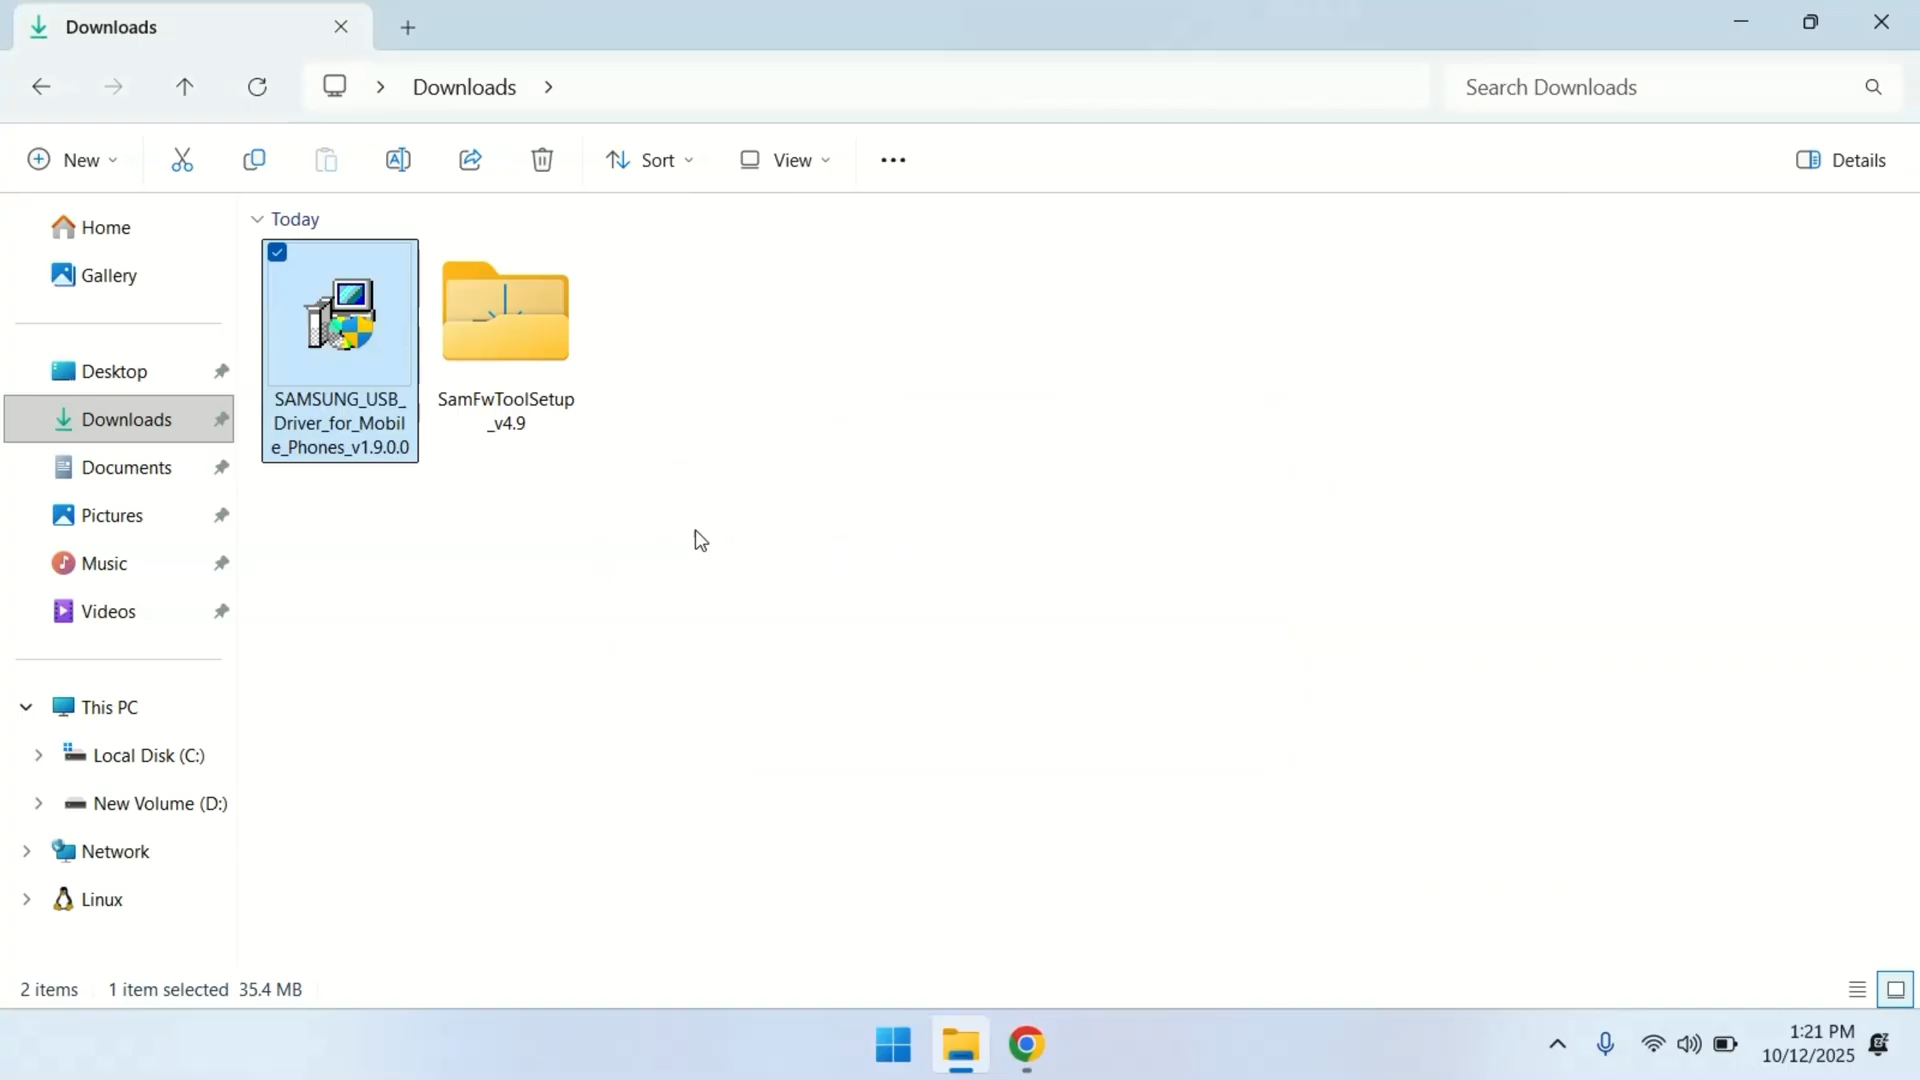 Downloads
Downloads
Search Downloads
New
Sort
View
Details
Home
Gallery
Desktop
Downloads
Documents
Pictures
Music
Videos
This PC
Local Disk (C:)
New Volume (D:)
Network
Linux
Today
SAMSUNG_USB_
Driver_for_Mobil
e_Phones_v1.9.0.0
SamFwToolSetup
_v4.9
2 items
1 item selected 35.4 MB
1:21 PM
10/12/2025